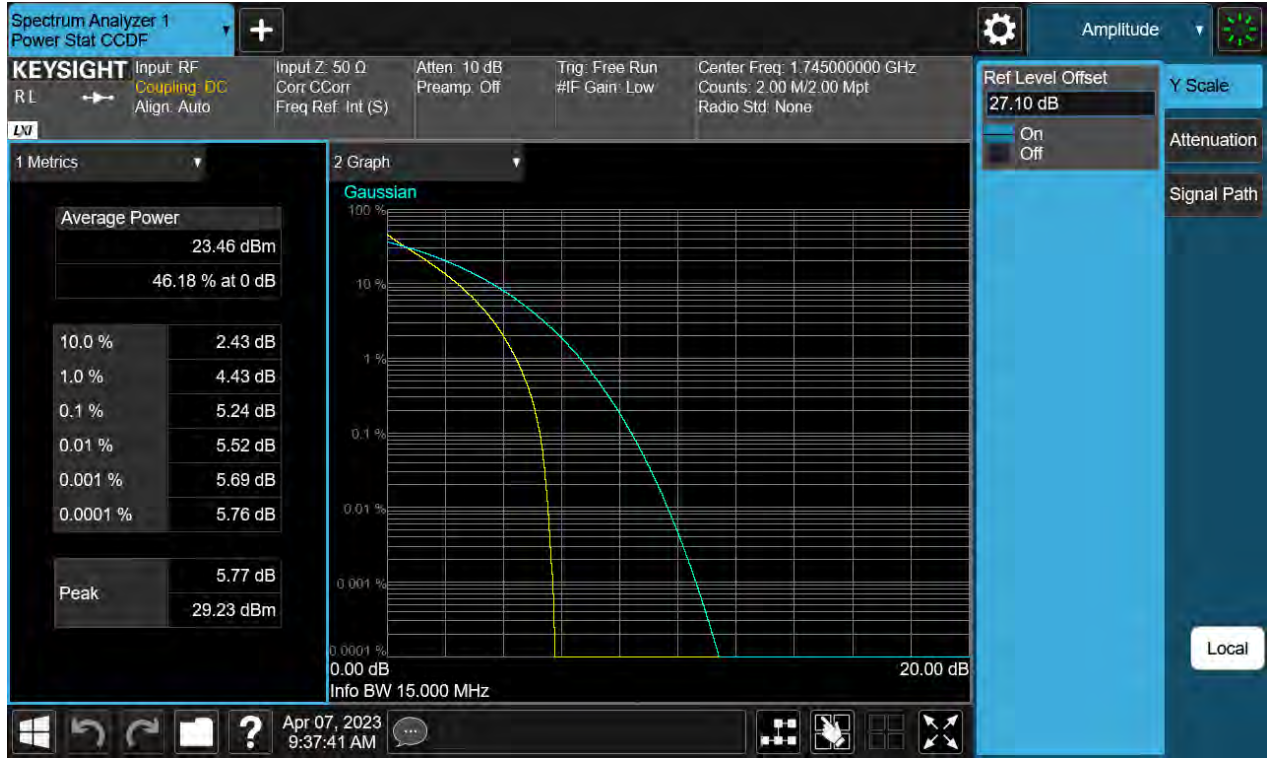 Spectrum Analyzer 1
Power Stat CCDF
+
Amplitude
KEYSIGHT
RL
LXI
Input: RF
Coupling: DC
Align: Auto
Input Z: 50 Ω
Corr CCorr
Freq Ref: Int (S)
Atten: 10 dB
Preamp: Off
Trig: Free Run
#IF Gain: Low
Center Freq: 1.745000000 GHz
Counts: 2.00 M/2.00 Mpt
Radio Std: None
1 Metrics
Average Power
23.46 dBm
46.18 % at 0 dB
10.0 % 2.43 dB
1.0 % 4.43 dB
0.1 % 5.24 dB
0.01 % 5.52 dB
0.001 % 5.69 dB
0.0001 % 5.76 dB
Peak
5.77 dB
29.23 dBm
2 Graph
Gaussian
100 %
10 %
1 %
0.1 %
0.01 %
0.001 %
0.0001 %
0.00 dB 20.00 dB
Info BW 15.000 MHz
Ref Level Offset
27.10 dB
On
Off
Y Scale
Attenuation
Signal Path
Local
?
Apr 07, 2023
9:37:41 AM